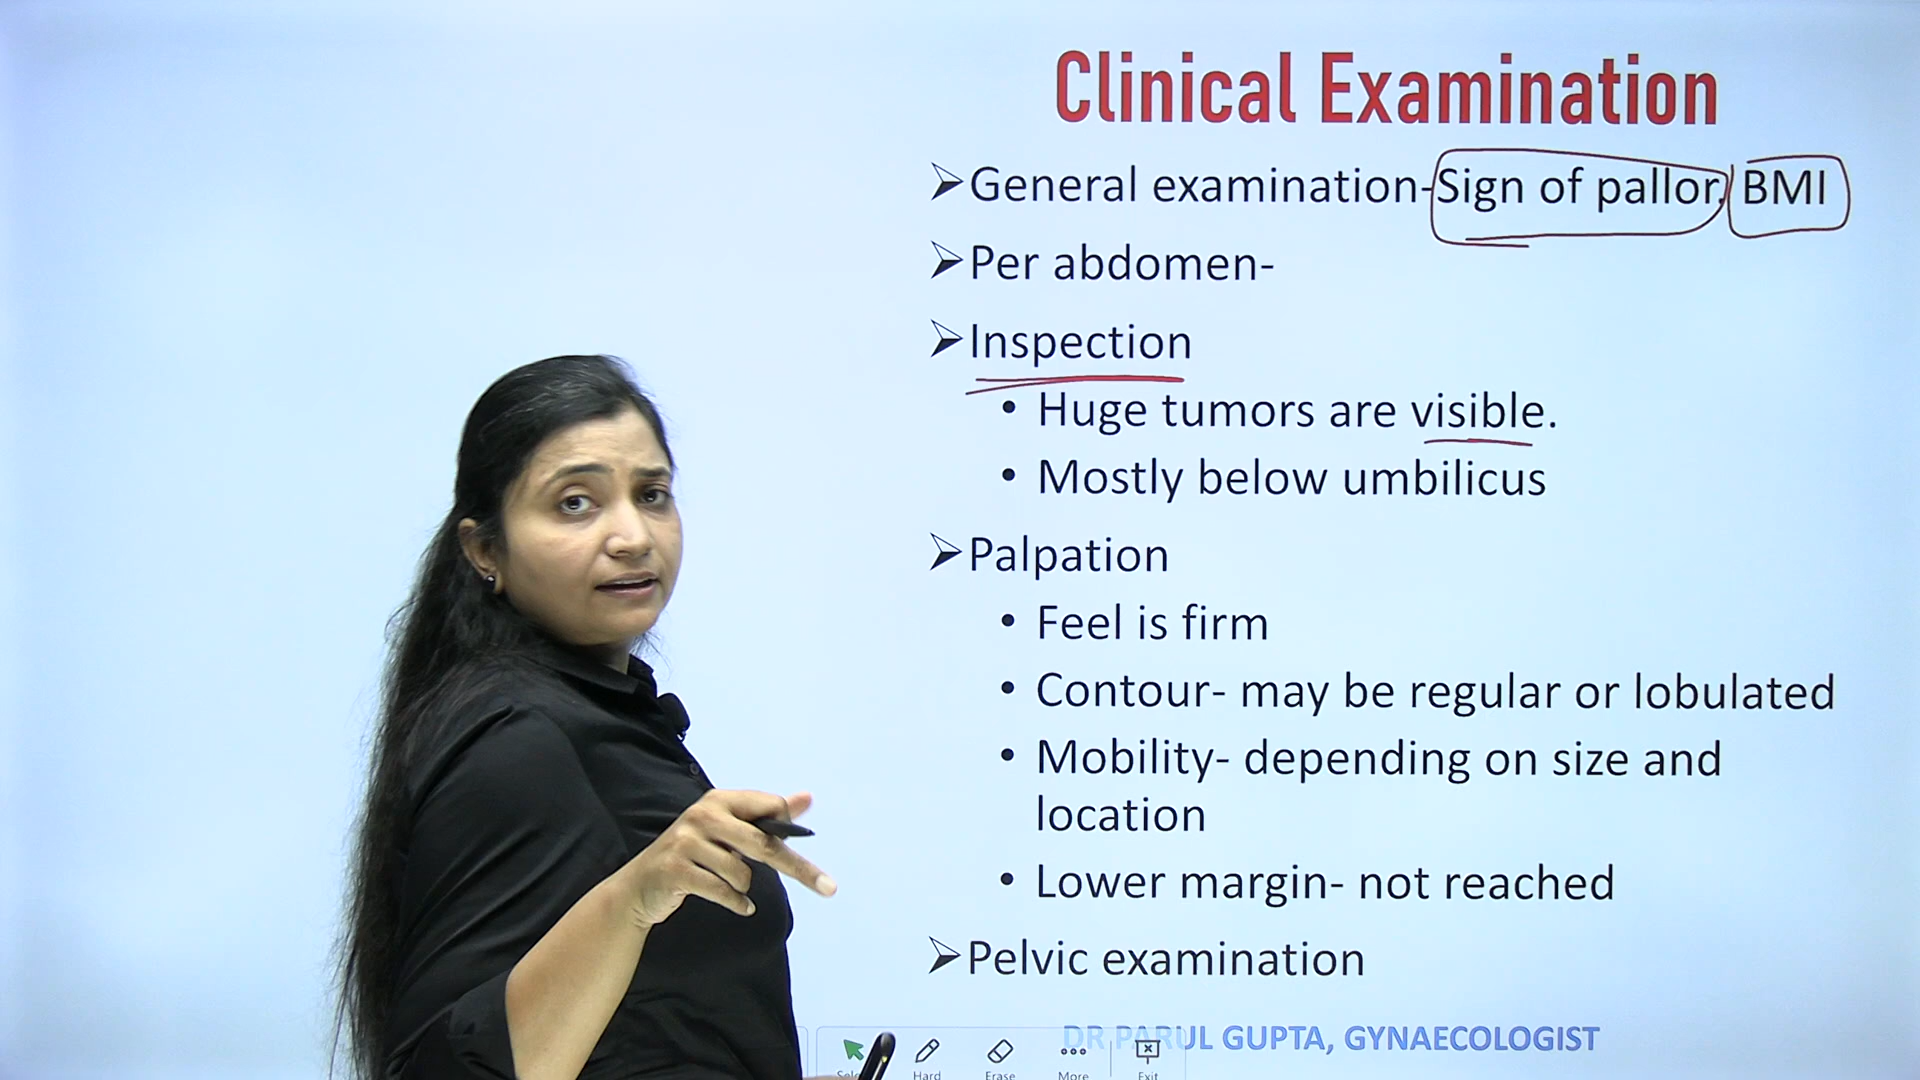 Clinical Examination
General examination-Sign of pallor, BMI
Per abdomen-
Inspection
Huge tumors are visible.
Mostly below umbilicus
Palpation
Feel is firm
Contour- may be regular or lobulated
Mobility- depending on size and
location
Lower margin- not reached
Pelvic examination
DR PARUL GUPTA, GYNAECOLOGIST
Hard Erase More Exit